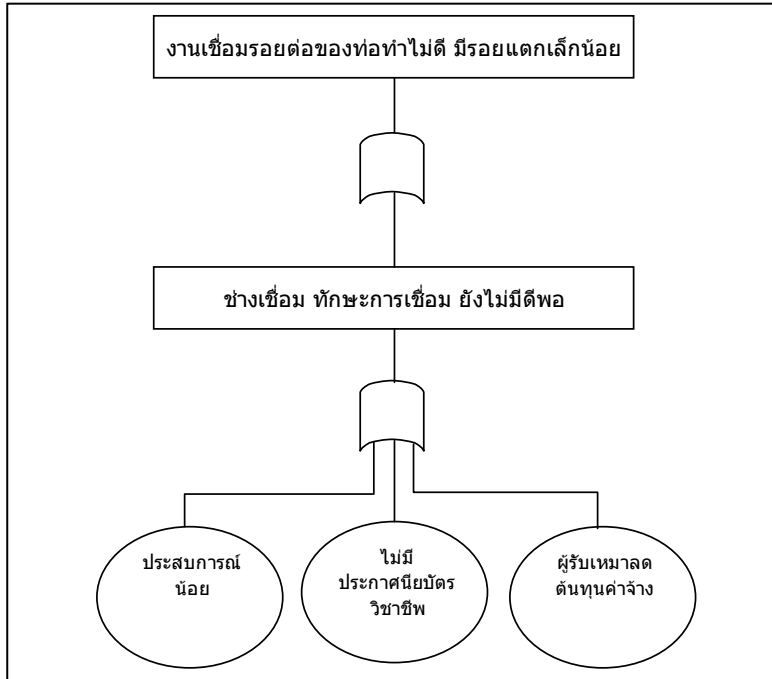 งานเชื่อมรอยต่อของท่อทำไม่ดี มีรอยแตกเล็กน้อย
ช่างเชื่อม ทักษะการเชื่อม ยังไม่มีดีพอ
ประสบการณ์
น้อย
ไม่มี
ประกาศนียบัตร
วิชาชีพ
ผู้รับเหมาลด
ต้นทุนค่าจ้าง